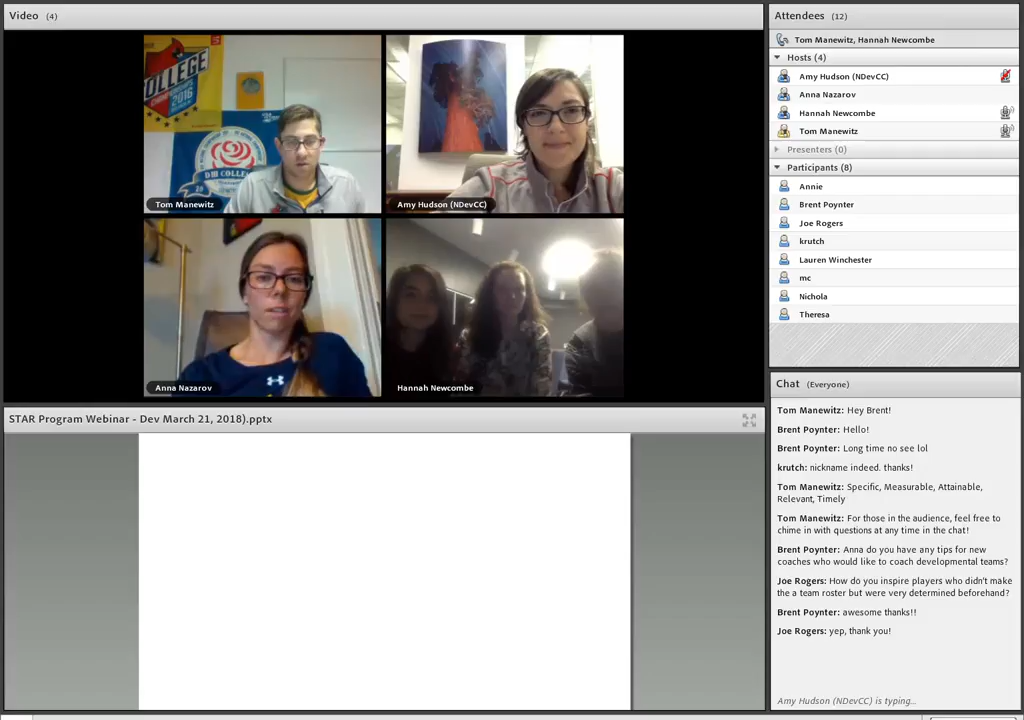 Video (4)
COLLEGE
2016
D-III COLLEGE
Tom Manewitz
Amy Hudson (NDevCC)
Anna Nazarov
Hannah Newcombe
STAR Program Webinar - Dev March 21, 2018).pptx
Attendees (12)
Tom Manewitz, Hannah Newcombe
Hosts (4)
Amy Hudson (NDevCC)
Anna Nazarov
Hannah Newcombe
Tom Manewitz
Presenters (0)
Participants (8)
Annie
Brent Poynter
Joe Rogers
krutch
Lauren Winchester
mc
Nichola
Theresa
Chat (Everyone)
Tom Manewitz: Hey Brent!
Brent Poynter: Hello!
Brent Poynter: Long time no see lol
krutch: nickname indeed. thanks!
Tom Manewitz: Specific, Measurable, Attainable,
Relevant, Timely
Tom Manewitz: For those in the audience, feel free to
chime in with questions at any time in the chat!
Brent Poynter: Anna do you have any tips for new
coaches who would like to coach developmental teams?
Joe Rogers: How do you inspire players who didn't make
the a team roster but were very determined beforehand?
Brent Poynter: awesome thanks!!
Joe Rogers: yep, thank you!
Amy Hudson (NDevCC) is typing...